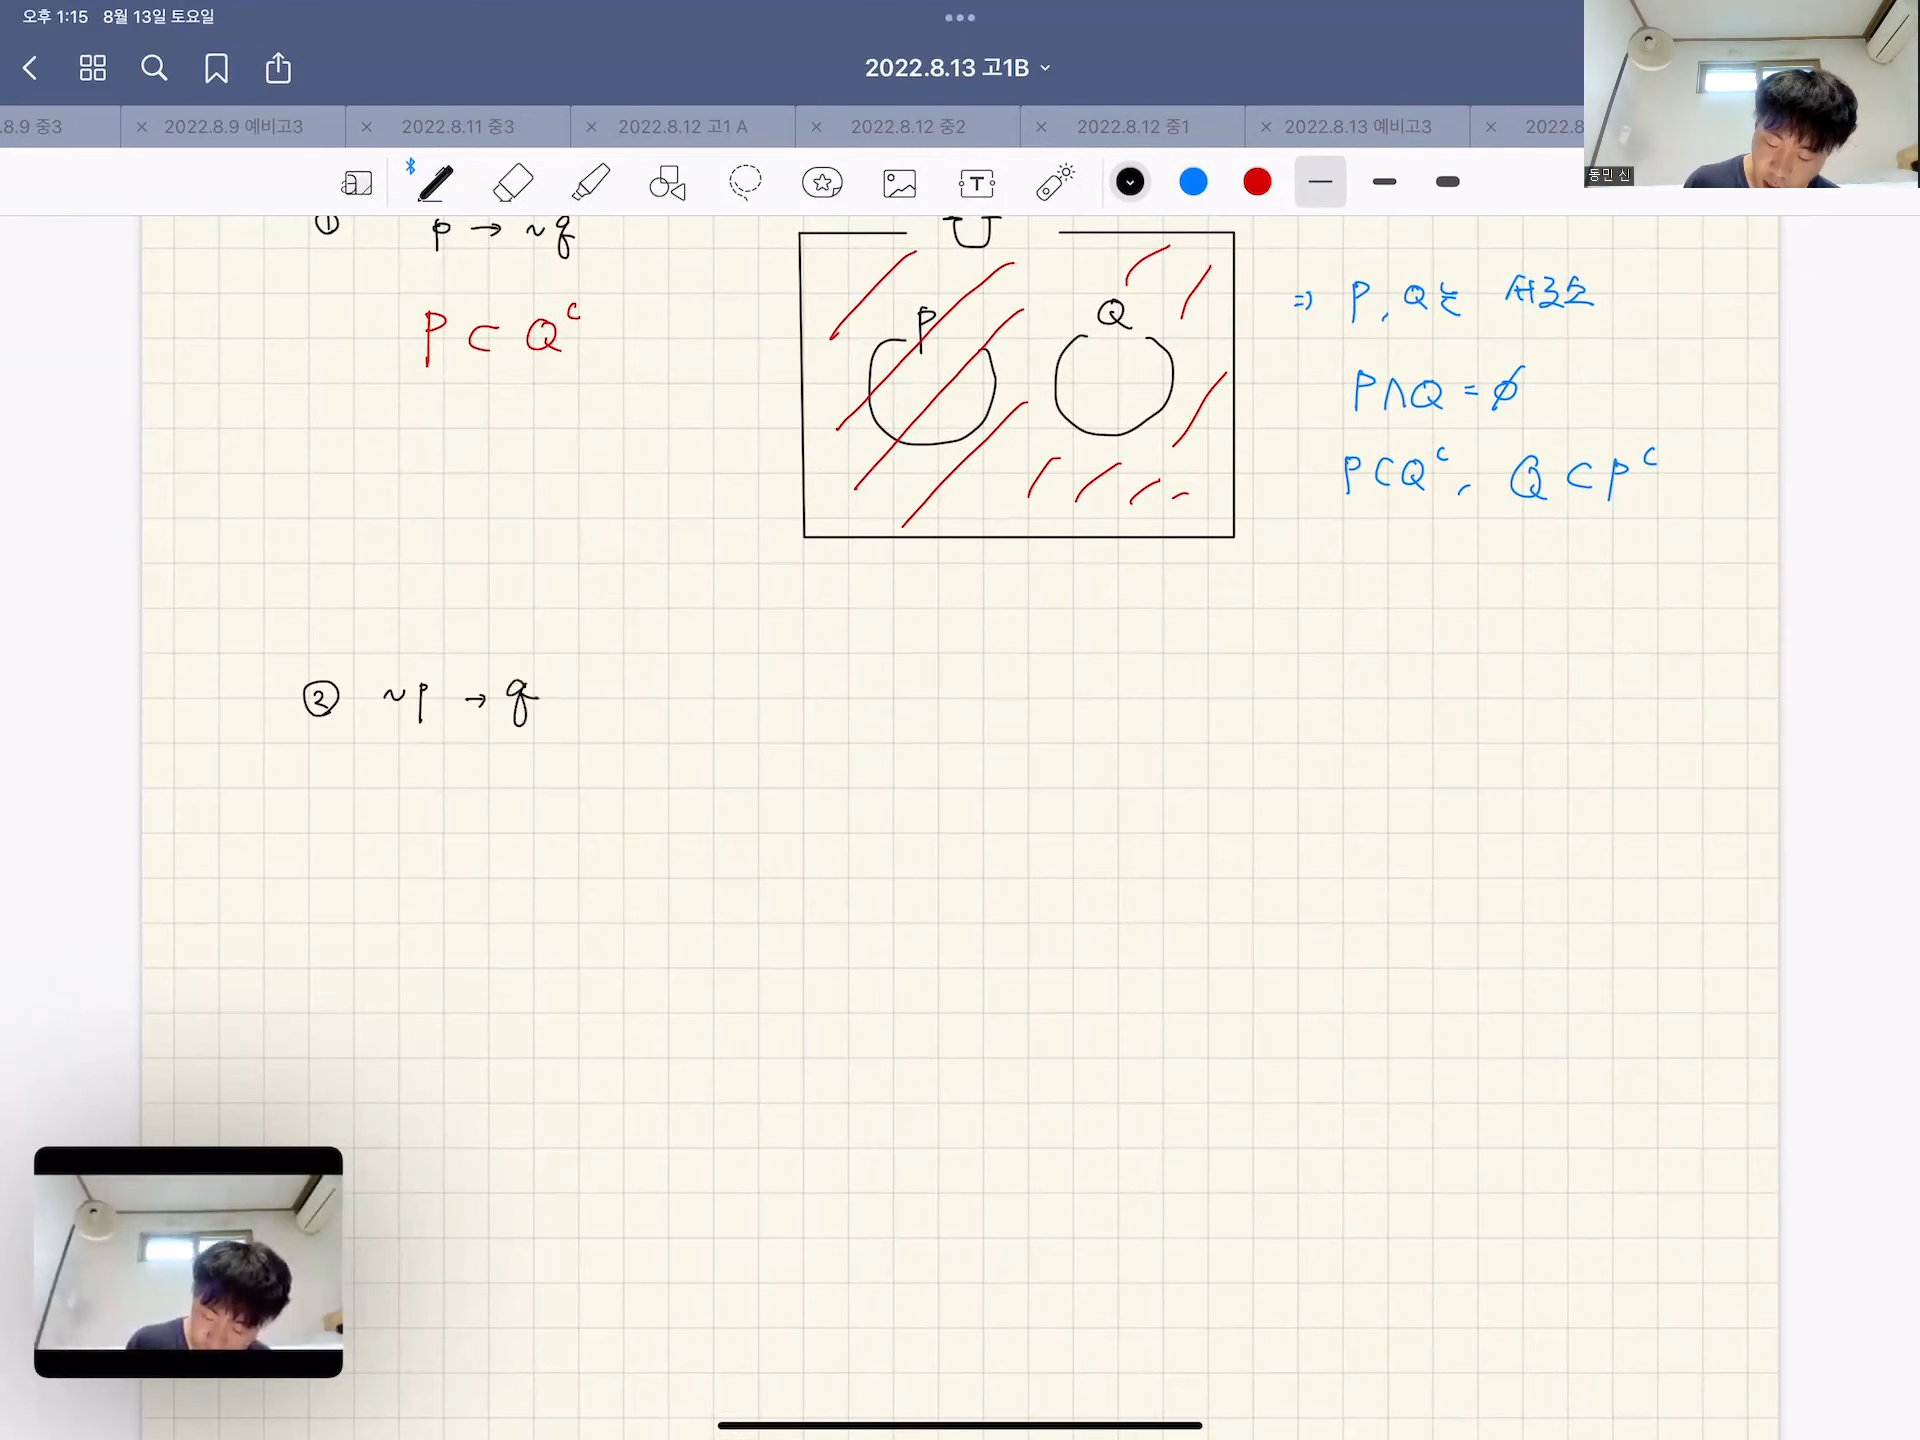 오후 1:15 8월 13일 토요일
2022.8.13 고1B
.8.9 중3
2022.8.9 예비고3
2022.8.11 중3
2022.8.12 고1 A
2022.8.12 중2
2022.8.12 중1
2022.8.13 예비고3
2022.8
동민 신
① p → ~q
U
P ⊂ Q^c
P Q
⇒ P, Q는 서로소
P∩Q = ∅
P⊂Q^c, Q⊂P^c
② ~p → q